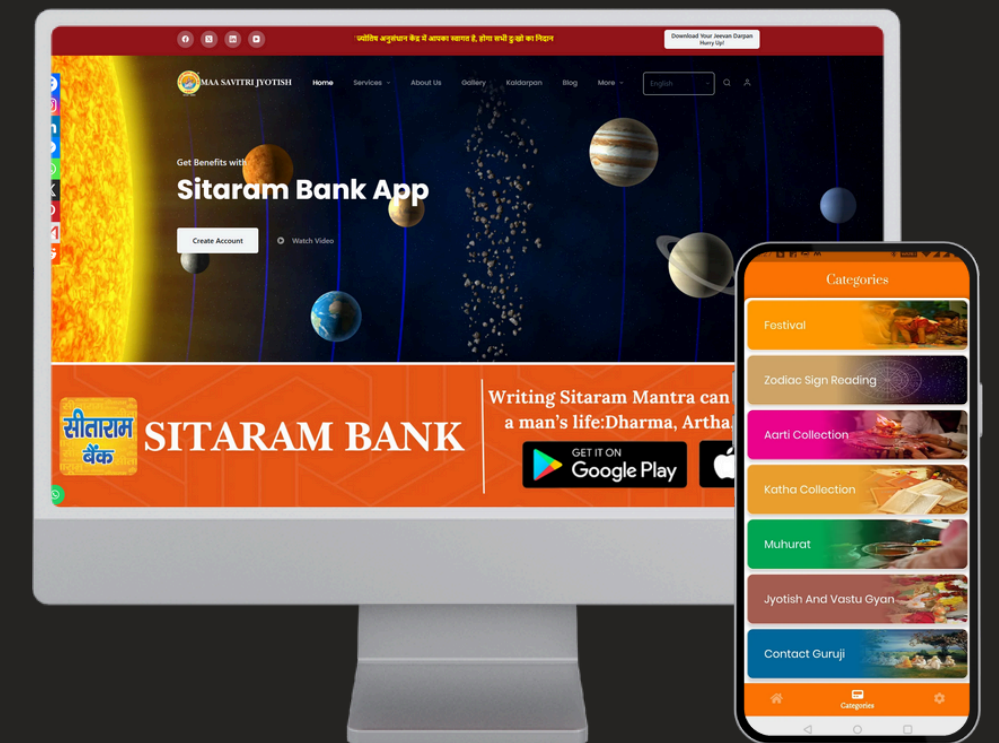 ज्योतिष अनुसंधान केंद्र में आपका स्वागत है, होगा सभी दुःखो का निदान
Download Your Jeevan Darpan
Hurry Up!
MAA SAVITRI JYOTISH
Home
Services
About Us
Gallery
Kaldarpan
Blog
More
English
Get Benefits with
Sitaram Bank App
Create Account
Watch Video
सीताराम
बैंक
SITARAM BANK
Writing Sitaram Mantra can
a man's life:Dharma, Artha
GET IT ON
Google Play
Categories
Festival
Zodiac Sign Reading
Aarti Collection
Katha Collection
Muhurat
Jyotish And Vastu Gyan
Contact Guruji
Categories